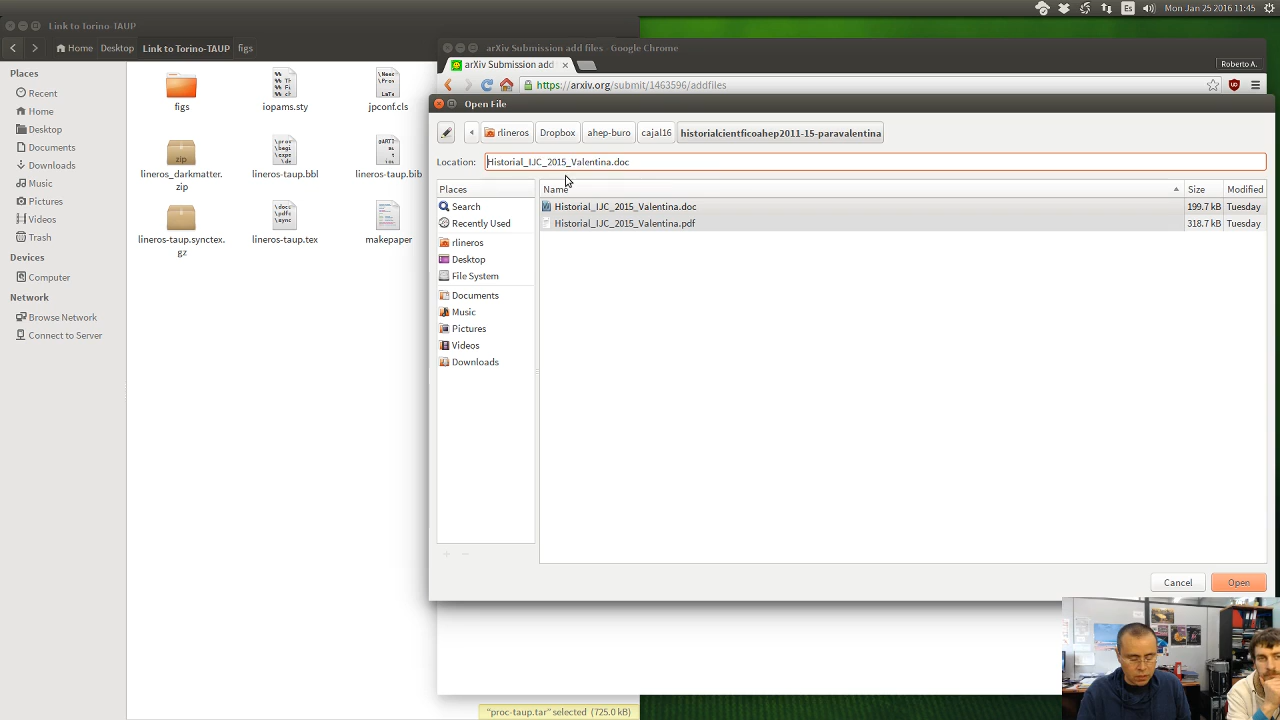 Mon Jan 25 2016 11:45
Es
Link to Torino-TAUP
Home Desktop Link to Torino-TAUP figs
Places
Recent
Home
Desktop
Documents
Downloads
Music
Pictures
Videos
Trash
Devices
Computer
Network
Browse Network
Connect to Server
figs
iopams.sty
jpconf.cls
zip
lineros_darkmatter.
zip
lineros-taup.bbl
lineros-taup.bib
lineros-taup.synctex.
gz
lineros-taup.tex
makepaper
"proc-taup.tar" selected (725.0 kB)
arXiv Submission add files - Google Chrome
arXiv Submission add
Roberto A.
https://arxiv.org/submit/1463596/addfiles
Open File
rlineros Dropbox ahep-buro cajal16 historialcientficoahep2011-15-paravalentina
Location: Historial_IJC_2015_Valentina.doc
Places
Search
Recently Used
rlineros
Desktop
File System
Documents
Music
Pictures
Videos
Downloads
Name Size Modified
Historial_IJC_2015_Valentina.doc 199.7 kB Tuesday
Historial_IJC_2015_Valentina.pdf 318.7 kB Tuesday
Cancel Open